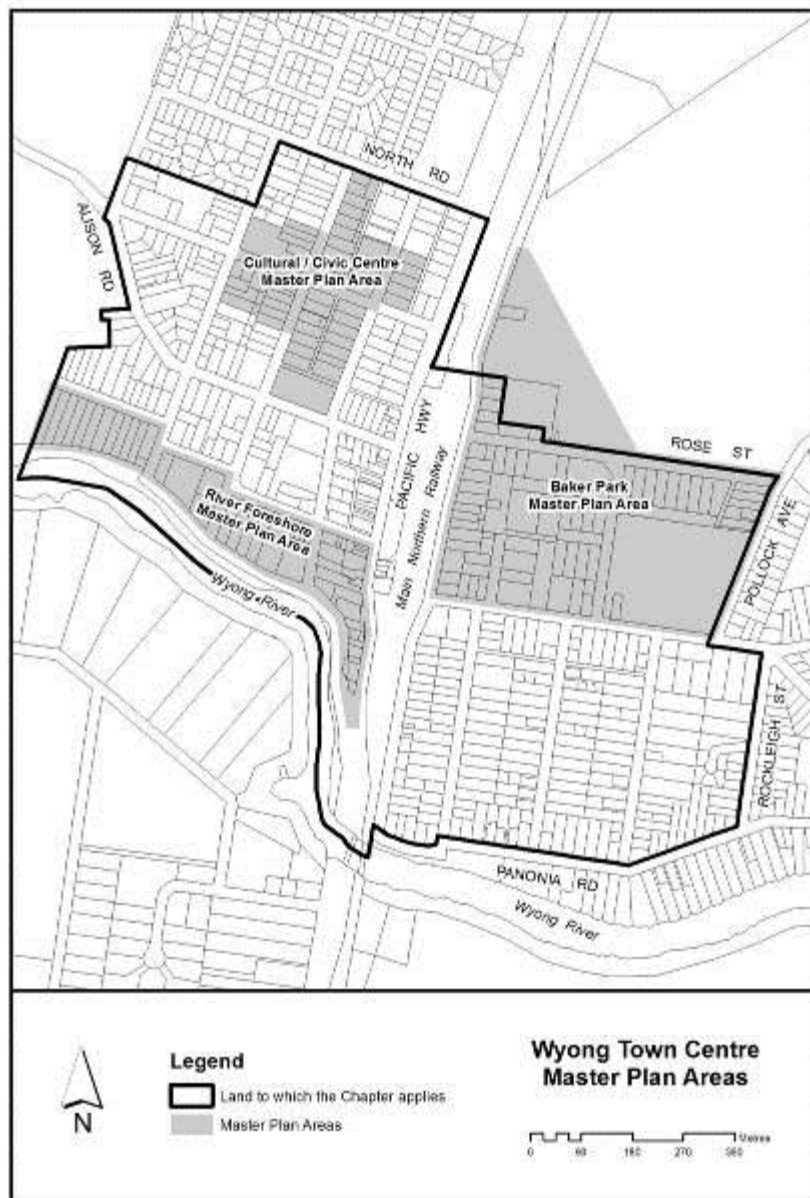 NORTH RD
ALISON RD
Cultural / Civic Centre
Master Plan Area
PACIFIC HWY
Main Northern Railway
ROSE ST
Baker Park
Master Plan Area
POLLOCK AVE
River Foreshore
Master Plan Area
Wyong River
ROCKLEIGH ST
PANONIA RD
Wyong River
N
Legend
Land to which the Chapter applies
Master Plan Areas
Wyong Town Centre
Master Plan Areas
Metres
0 90 180 270 360